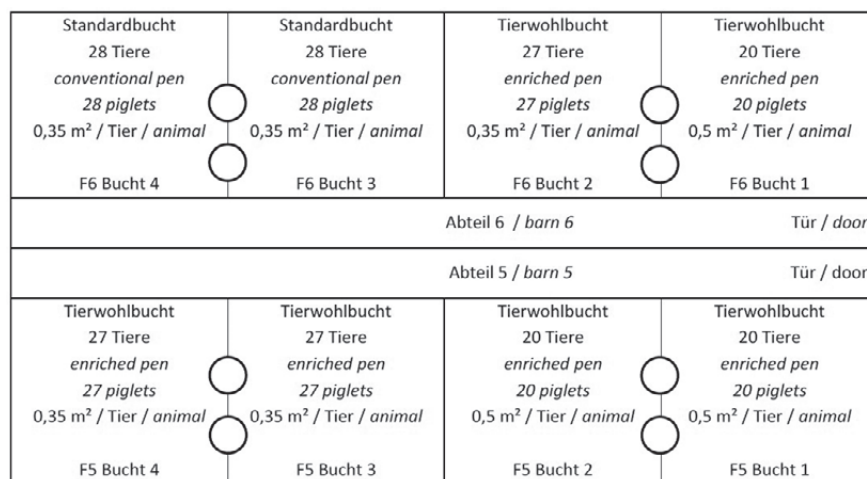 Standardbucht
28 Tiere
conventional pen
28 piglets
0,35 m² / Tier / animal
F6 Bucht 4
Standardbucht
28 Tiere
conventional pen
28 piglets
0,35 m² / Tier / animal
F6 Bucht 3
Tierwohlbucht
27 Tiere
enriched pen
27 piglets
0,35 m² / Tier / animal
F6 Bucht 2
Tierwohlbucht
20 Tiere
enriched pen
20 piglets
0,5 m² / Tier / animal
F6 Bucht 1
Abteil 6 / barn 6 Tür / door
Abteil 5 / barn 5 Tür / door
Tierwohlbucht
27 Tiere
enriched pen
27 piglets
0,35 m² / Tier / animal
F5 Bucht 4
Tierwohlbucht
27 Tiere
enriched pen
27 piglets
0,35 m² / Tier / animal
F5 Bucht 3
Tierwohlbucht
20 Tiere
enriched pen
20 piglets
0,5 m² / Tier / animal
F5 Bucht 2
Tierwohlbucht
20 Tiere
enriched pen
20 piglets
0,5 m² / Tier / animal
F5 Bucht 1